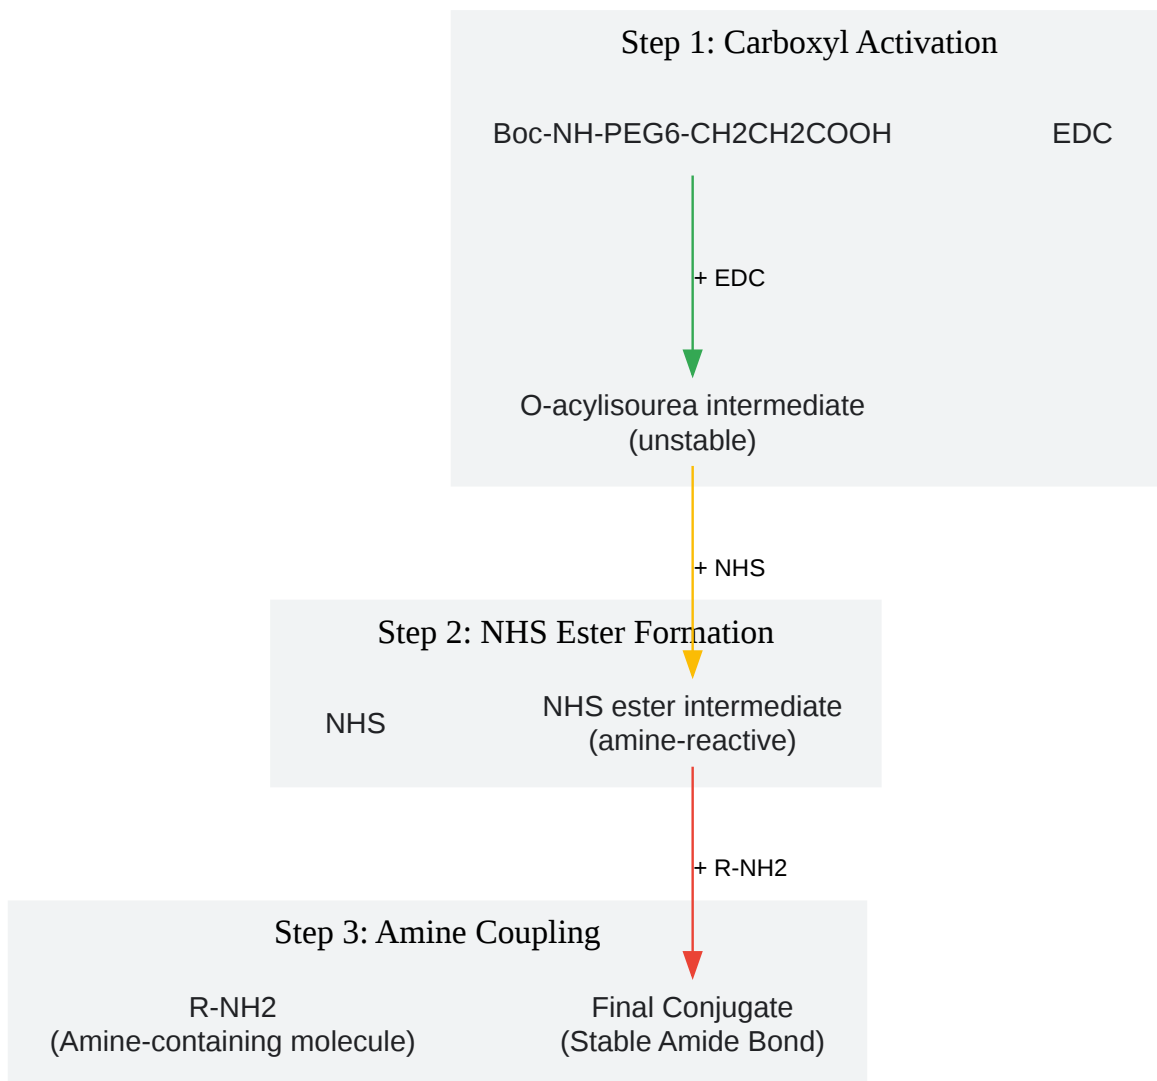 Step 1: Carboxyl Activation
Boc-NH-PEG6-CH2CH2COOH
EDC
+ EDC
O-acylisourea intermediate
(unstable)
+ NHS
Step 2: NHS Ester Formation
NHS
NHS ester intermediate
(amine-reactive)
+ R-NH2
Step 3: Amine Coupling
R-NH2
(Amine-containing molecule)
Final Conjugate
(Stable Amide Bond)